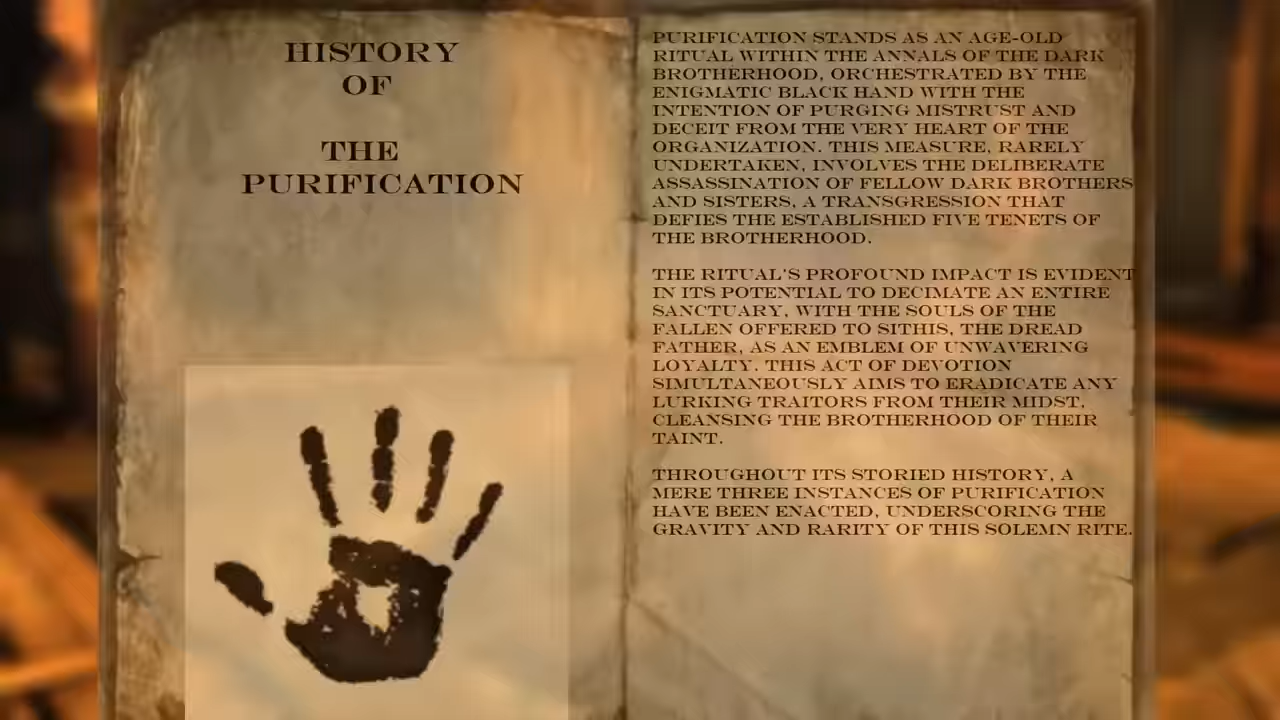 HISTORY
OF
THE
PURIFICATION
PURIFICATION STANDS AS AN AGE-OLD
RITUAL WITHIN THE ANNALS OF THE DARK
BROTHERHOOD, ORCHESTRATED BY THE
ENIGMATIC BLACK HAND WITH THE
INTENTION OF PURGING MISTRUST AND
DECEIT FROM THE VERY HEART OF THE
ORGANIZATION. THIS MEASURE, RARELY
UNDERTAKEN, INVOLVES THE DELIBERATE
ASSASSINATION OF FELLOW DARK BROTHERS
AND SISTERS, A TRANSGRESSION THAT
DEFIES THE ESTABLISHED FIVE TENETS OF
THE BROTHERHOOD.
THE RITUAL'S PROFOUND IMPACT IS EVIDENT
IN ITS POTENTIAL TO DECIMATE AN ENTIRE
SANCTUARY, WITH THE SOULS OF THE
FALLEN OFFERED TO SITHIS, THE DREAD
FATHER, AS AN EMBLEM OF UNWAVERING
LOYALTY. THIS ACT OF DEVOTION
SIMULTANEOUSLY AIMS TO ERADICATE ANY
LURKING TRAITORS FROM THEIR MIDST,
CLEANSING THE BROTHERHOOD OF THEIR
TAINT.
THROUGHOUT ITS STORIED HISTORY, A
MERE THREE INSTANCES OF PURIFICATION
HAVE BEEN ENACTED, UNDERSCORING THE
GRAVITY AND RARITY OF THIS SOLEMN RITE.